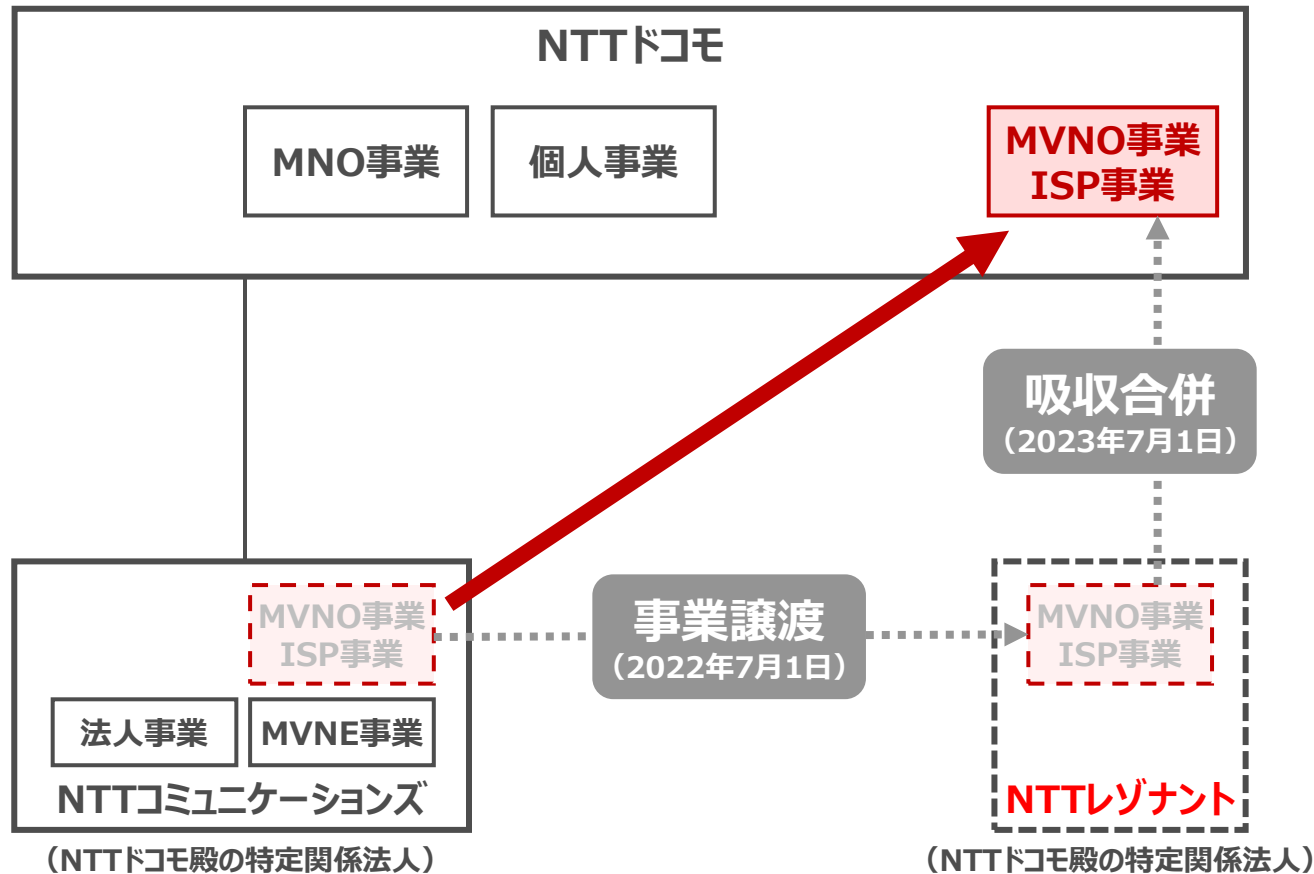 NTTドコモ
MNO事業
個人事業
MVNO事業
ISP事業
吸収合併
（2023年7月1日）
MVNO事業
ISP事業
事業譲渡
（2022年7月1日）
MVNO事業
ISP事業
法人事業
MVNE事業
NTTコミュニケーションズ
NTTレゾナント
（NTTドコモ殿の特定関係法人）
（NTTドコモ殿の特定関係法人）